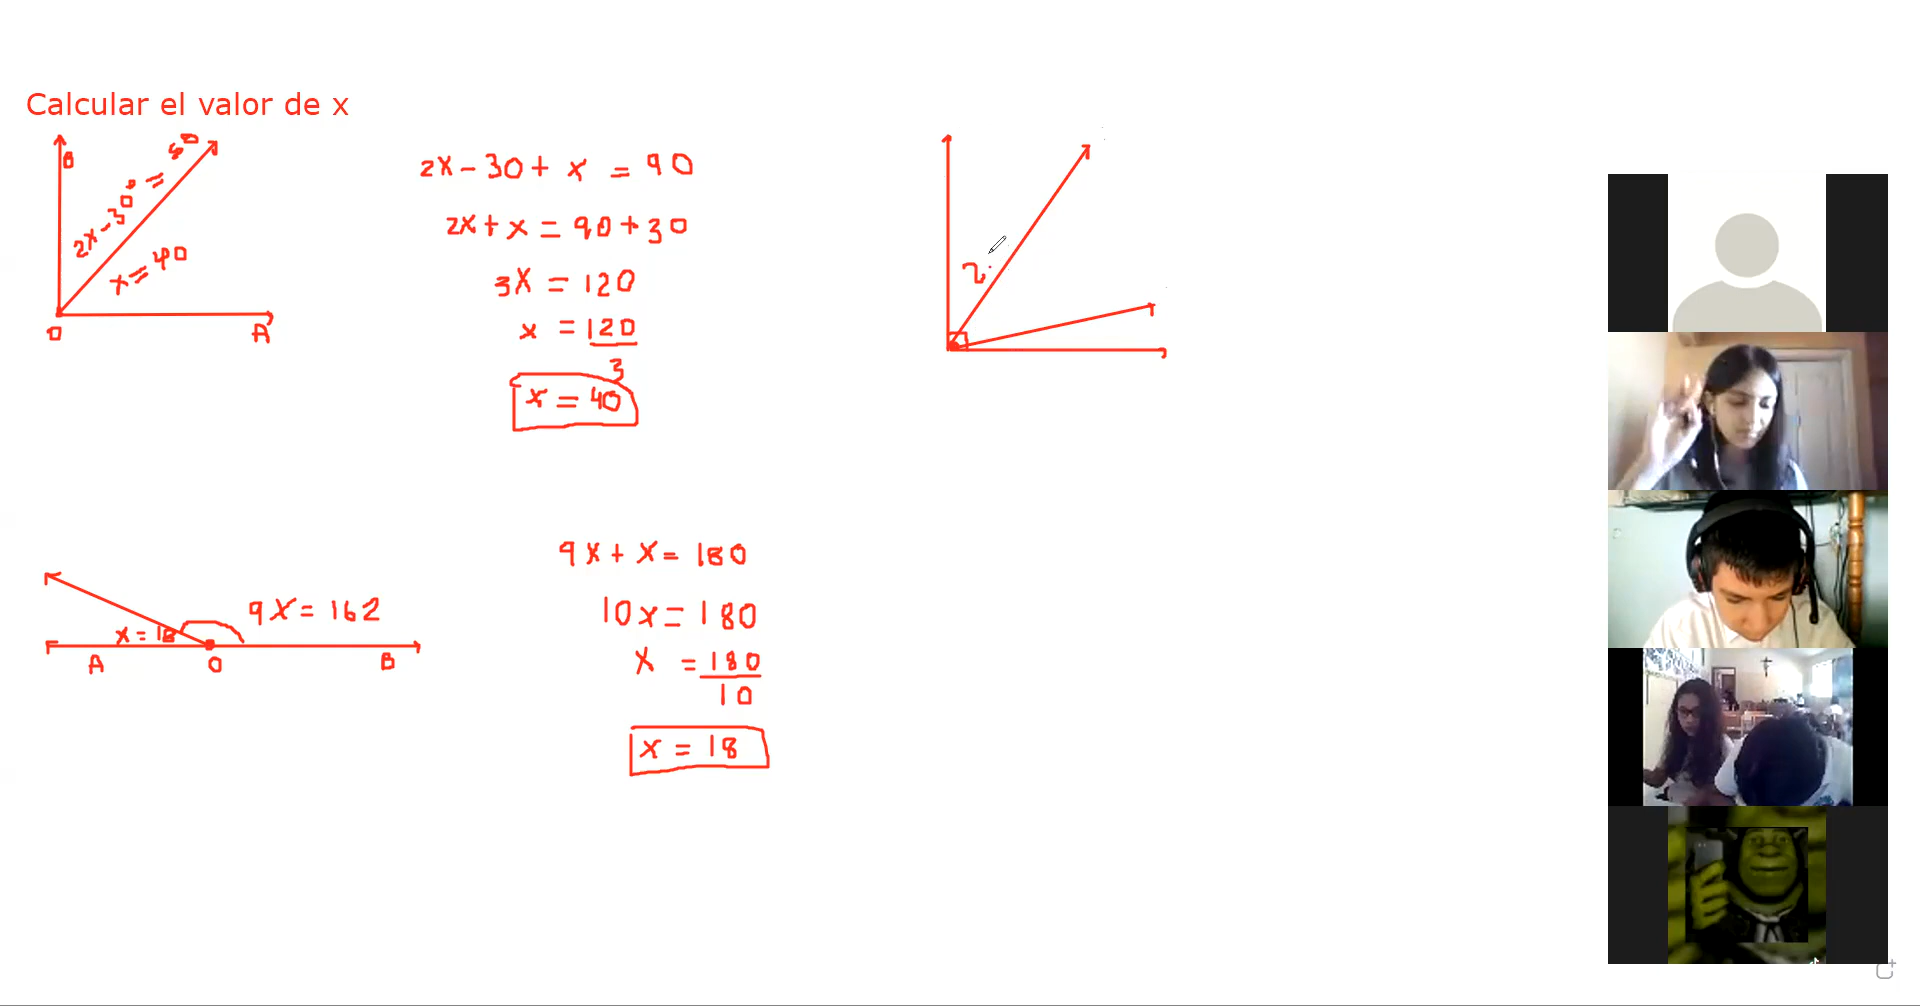 Calcular el valor de x
B
2x-30°=50
x=40
O
A
2x-30+x=90
2x+x=90+30
3x=120
x=120
3
x=40
2
9x+x=180
10x=180
x=180
10
x=18
9x=162
x=18
A
O
B